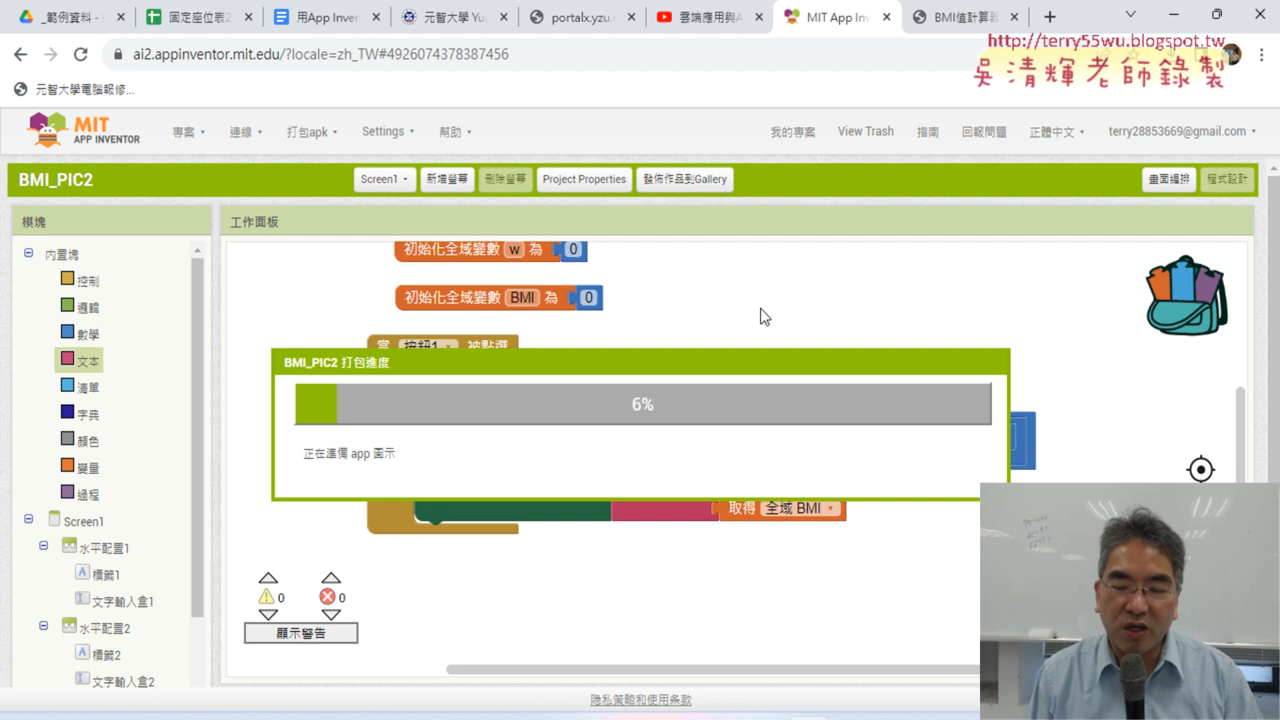 _範例資料 - G
固定座位表2
用App Inven
元智大學 Yua
portalx.yzu.c
雲端應用與A
MIT App Inv
BMI值計算器
http://terry55wu.blogspot.tw
ai2.appinventor.mit.edu/?locale=zh_TW#4926074378387456
吳清輝老師錄製
元智大學電腦報修...
MIT
APP INVENTOR
專案
連線
打包apk
Settings
幫助
我的專案
View Trash
指南
回報問題
正體中文
terry28853669@gmail.com
BMI_PIC2
Screen1
新增螢幕
刪除螢幕
Project Properties
發佈作品到Gallery
畫面編排
程式設計
模塊
工作面板
內置塊
控制
邏輯
數學
文本
清單
字典
顏色
變量
過程
Screen1
水平配置1
標籤1
文字輸入盒1
水平配置2
標籤2
文字輸入盒2
初始化全域變數 w 為 0
初始化全域變數 BMI 為 0
當 按鈕1 被點選
BMI_PIC2 打包進度
6%
正在準備 app 圖示
取得 全域 BMI
0
0
顯示警告
隱私策略和使用条款